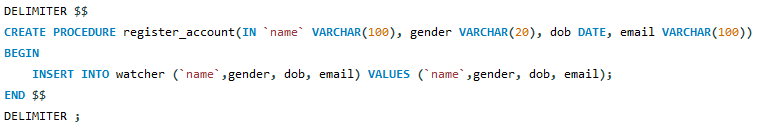 DELIMITER $$
CREATE PROCEDURE register_account(IN `name` VARCHAR(100), gender VARCHAR(20), dob DATE, email VARCHAR(100))
BEGIN
    INSERT INTO watcher (`name`,gender, dob, email) VALUES (`name`,gender, dob, email);
END $$
DELIMITER ;